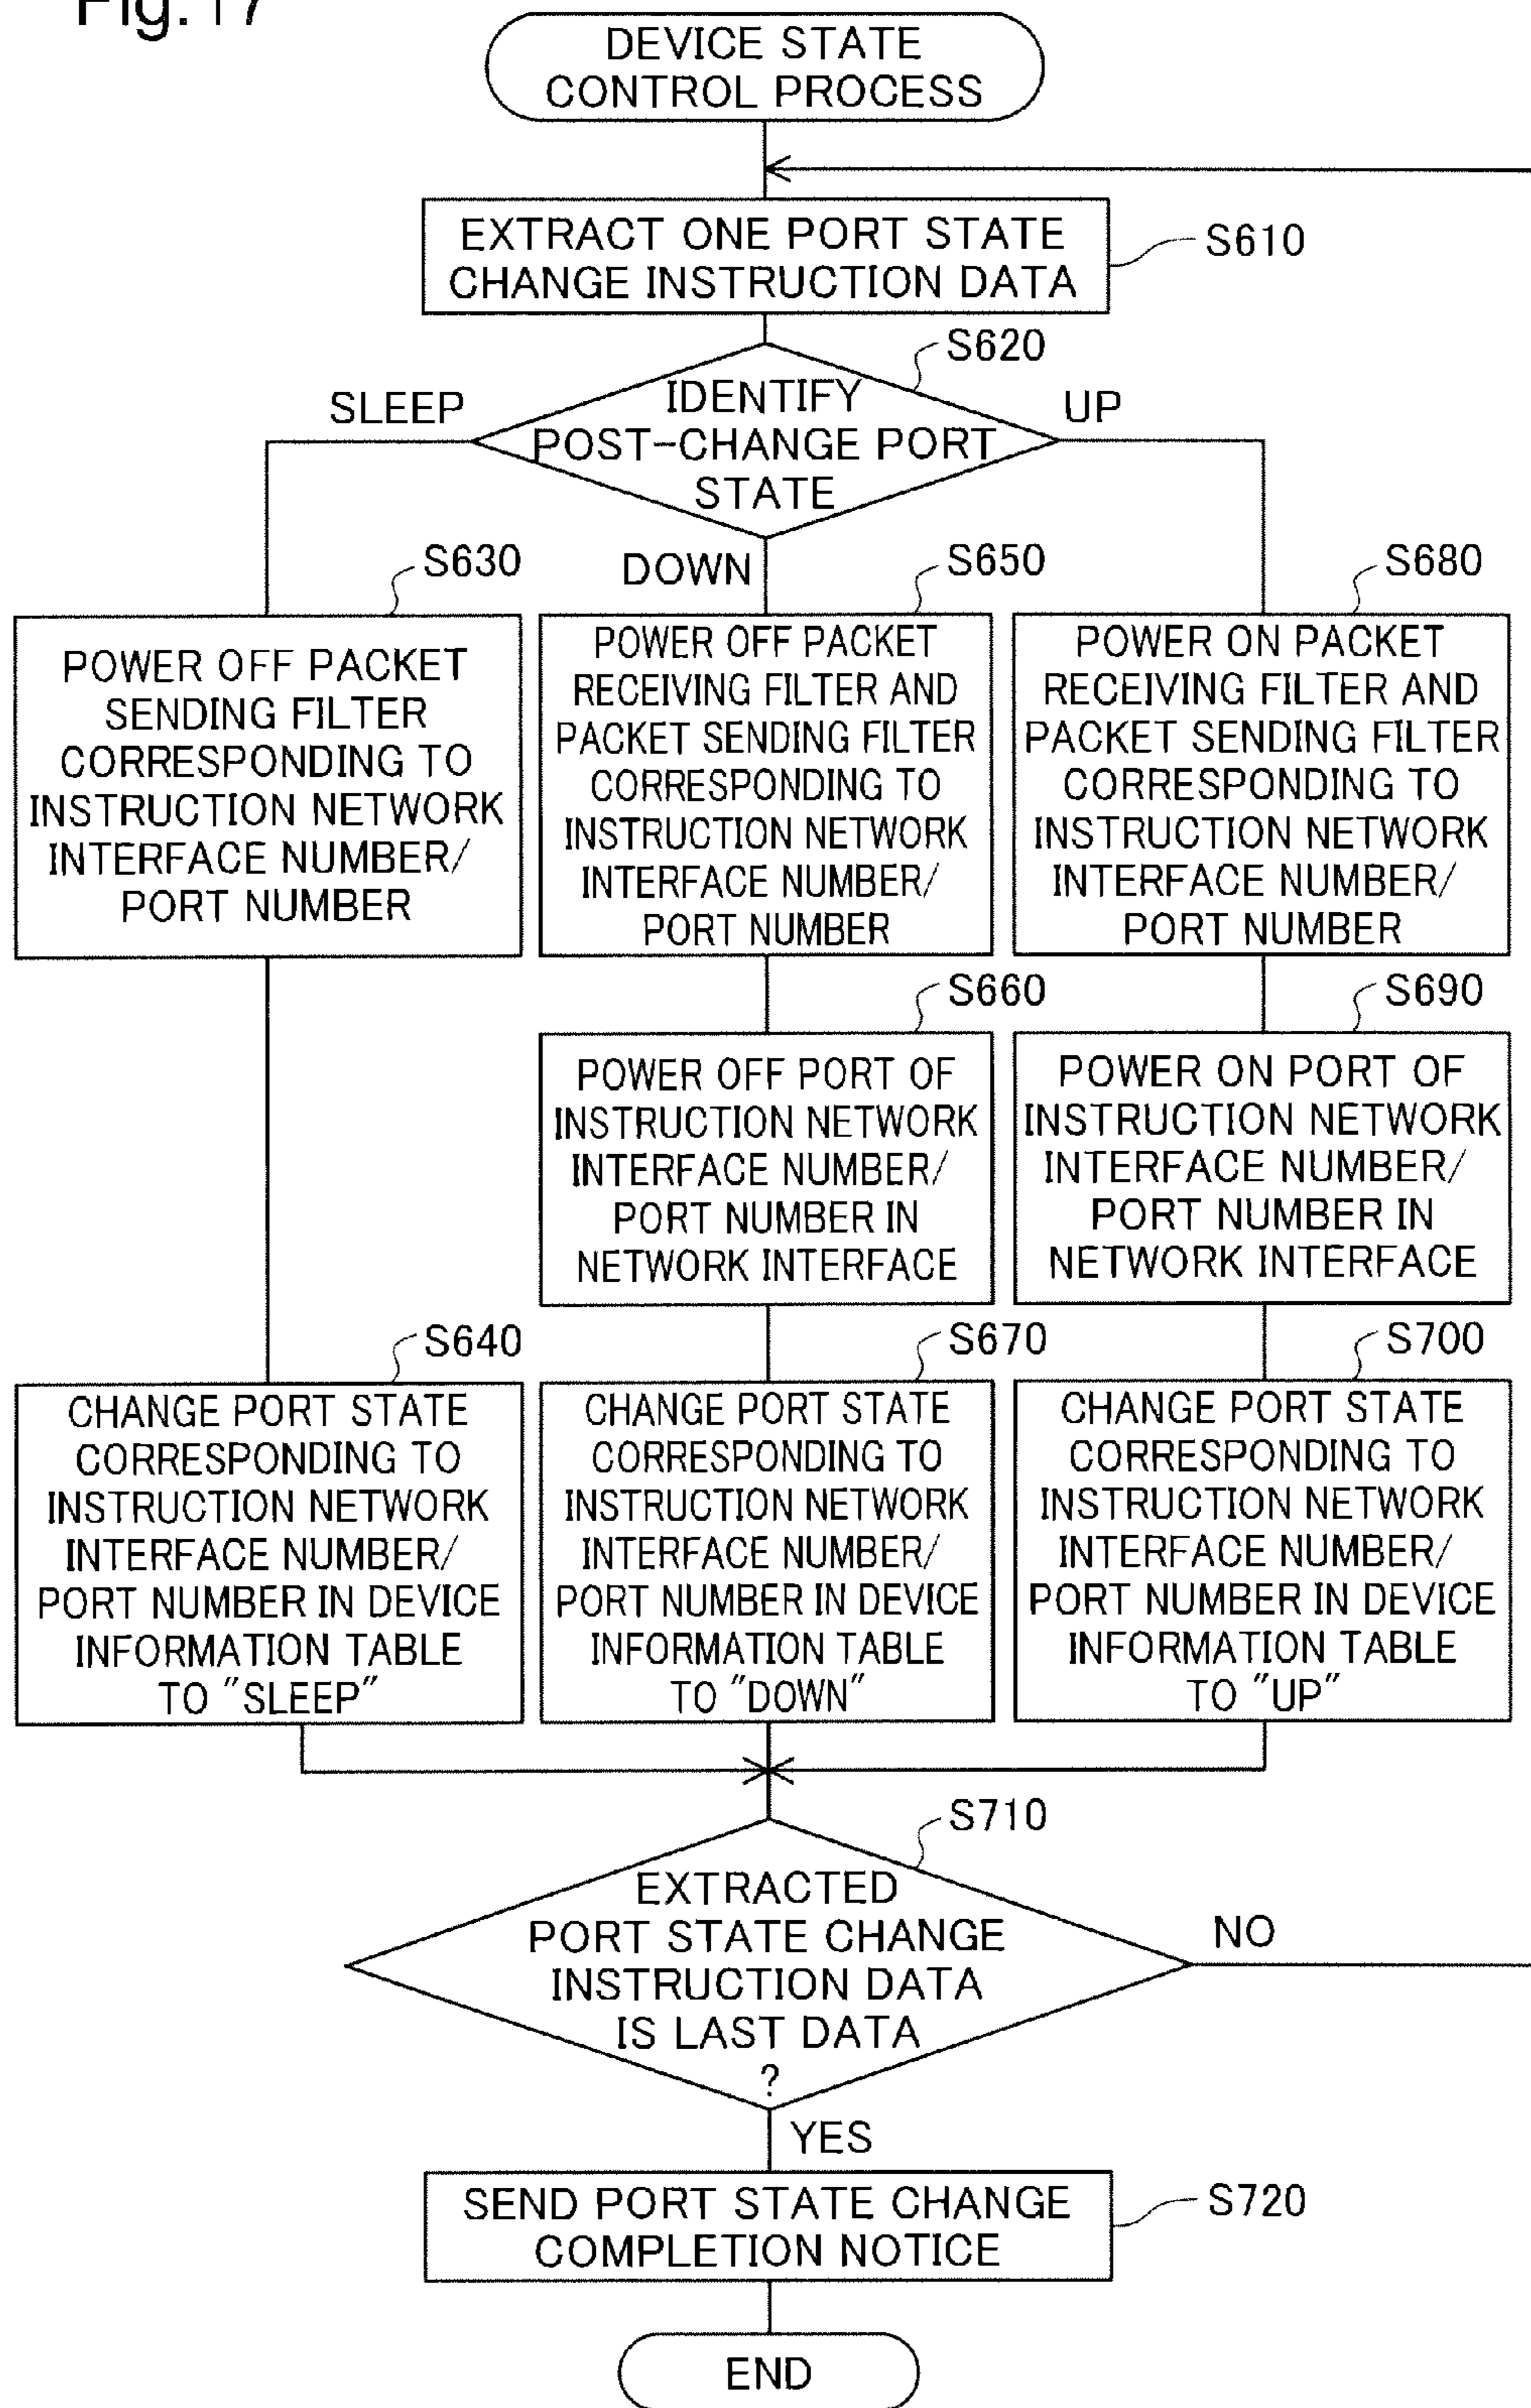 Fig.17
DEVICE STATE
CONTROL PROCESS
EXTRACT ONE PORT STATE
CHANGE INSTRUCTION DATA
S610
S620
IDENTIFY
POST-CHANGE PORT
STATE
SLEEP
UP
DOWN
S630
POWER OFF PACKET
SENDING FILTER
CORRESPONDING TO
INSTRUCTION NETWORK
INTERFACE NUMBER/
PORT NUMBER
S650
POWER OFF PACKET
RECEIVING FILTER AND
PACKET SENDING FILTER
CORRESPONDING TO
INSTRUCTION NETWORK
INTERFACE NUMBER/
PORT NUMBER
S680
POWER ON PACKET
RECEIVING FILTER AND
PACKET SENDING FILTER
CORRESPONDING TO
INSTRUCTION NETWORK
INTERFACE NUMBER/
PORT NUMBER
S660
POWER OFF PORT OF
INSTRUCTION NETWORK
INTERFACE NUMBER/
PORT NUMBER IN
NETWORK INTERFACE
S690
POWER ON PORT OF
INSTRUCTION NETWORK
INTERFACE NUMBER/
PORT NUMBER IN
NETWORK INTERFACE
S640
CHANGE PORT STATE
CORRESPONDING TO
INSTRUCTION NETWORK
INTERFACE NUMBER/
PORT NUMBER IN DEVICE
INFORMATION TABLE
TO "SLEEP"
S670
CHANGE PORT STATE
CORRESPONDING TO
INSTRUCTION NETWORK
INTERFACE NUMBER/
PORT NUMBER IN DEVICE
INFORMATION TABLE
TO "DOWN"
S700
CHANGE PORT STATE
CORRESPONDING TO
INSTRUCTION NETWORK
INTERFACE NUMBER/
PORT NUMBER IN DEVICE
INFORMATION TABLE
TO "UP"
S710
EXTRACTED
PORT STATE CHANGE
INSTRUCTION DATA
IS LAST DATA
?
NO
YES
SEND PORT STATE CHANGE
COMPLETION NOTICE
S720
END